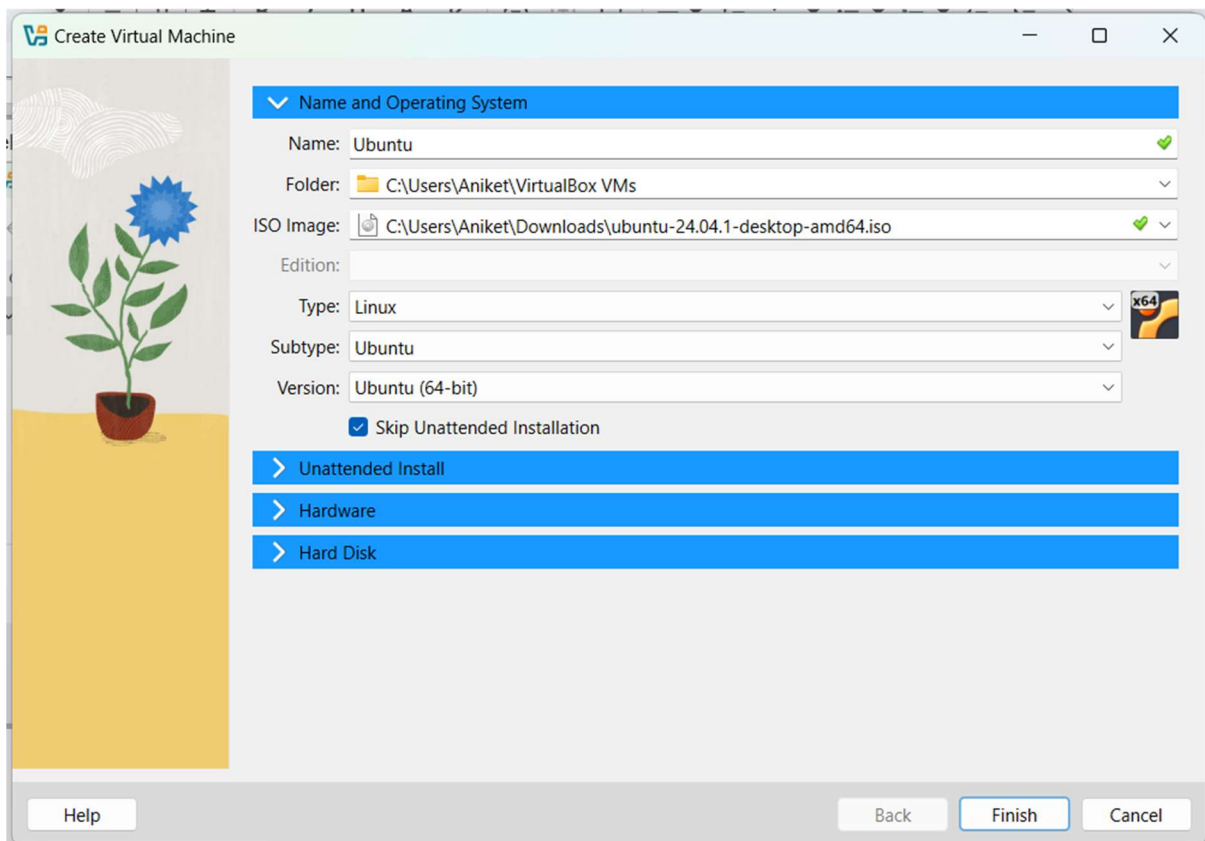 Create Virtual Machine
Name and Operating System
Name: Ubuntu
Folder: C:\Users\Aniket\VirtualBox VMs
ISO Image: C:\Users\Aniket\Downloads\ubuntu-24.04.1-desktop-amd64.iso
Edition:
Type: Linux
x64
Subtype: Ubuntu
Version: Ubuntu (64-bit)
Skip Unattended Installation
Unattended Install
Hardware
Hard Disk
Help Back Finish Cancel